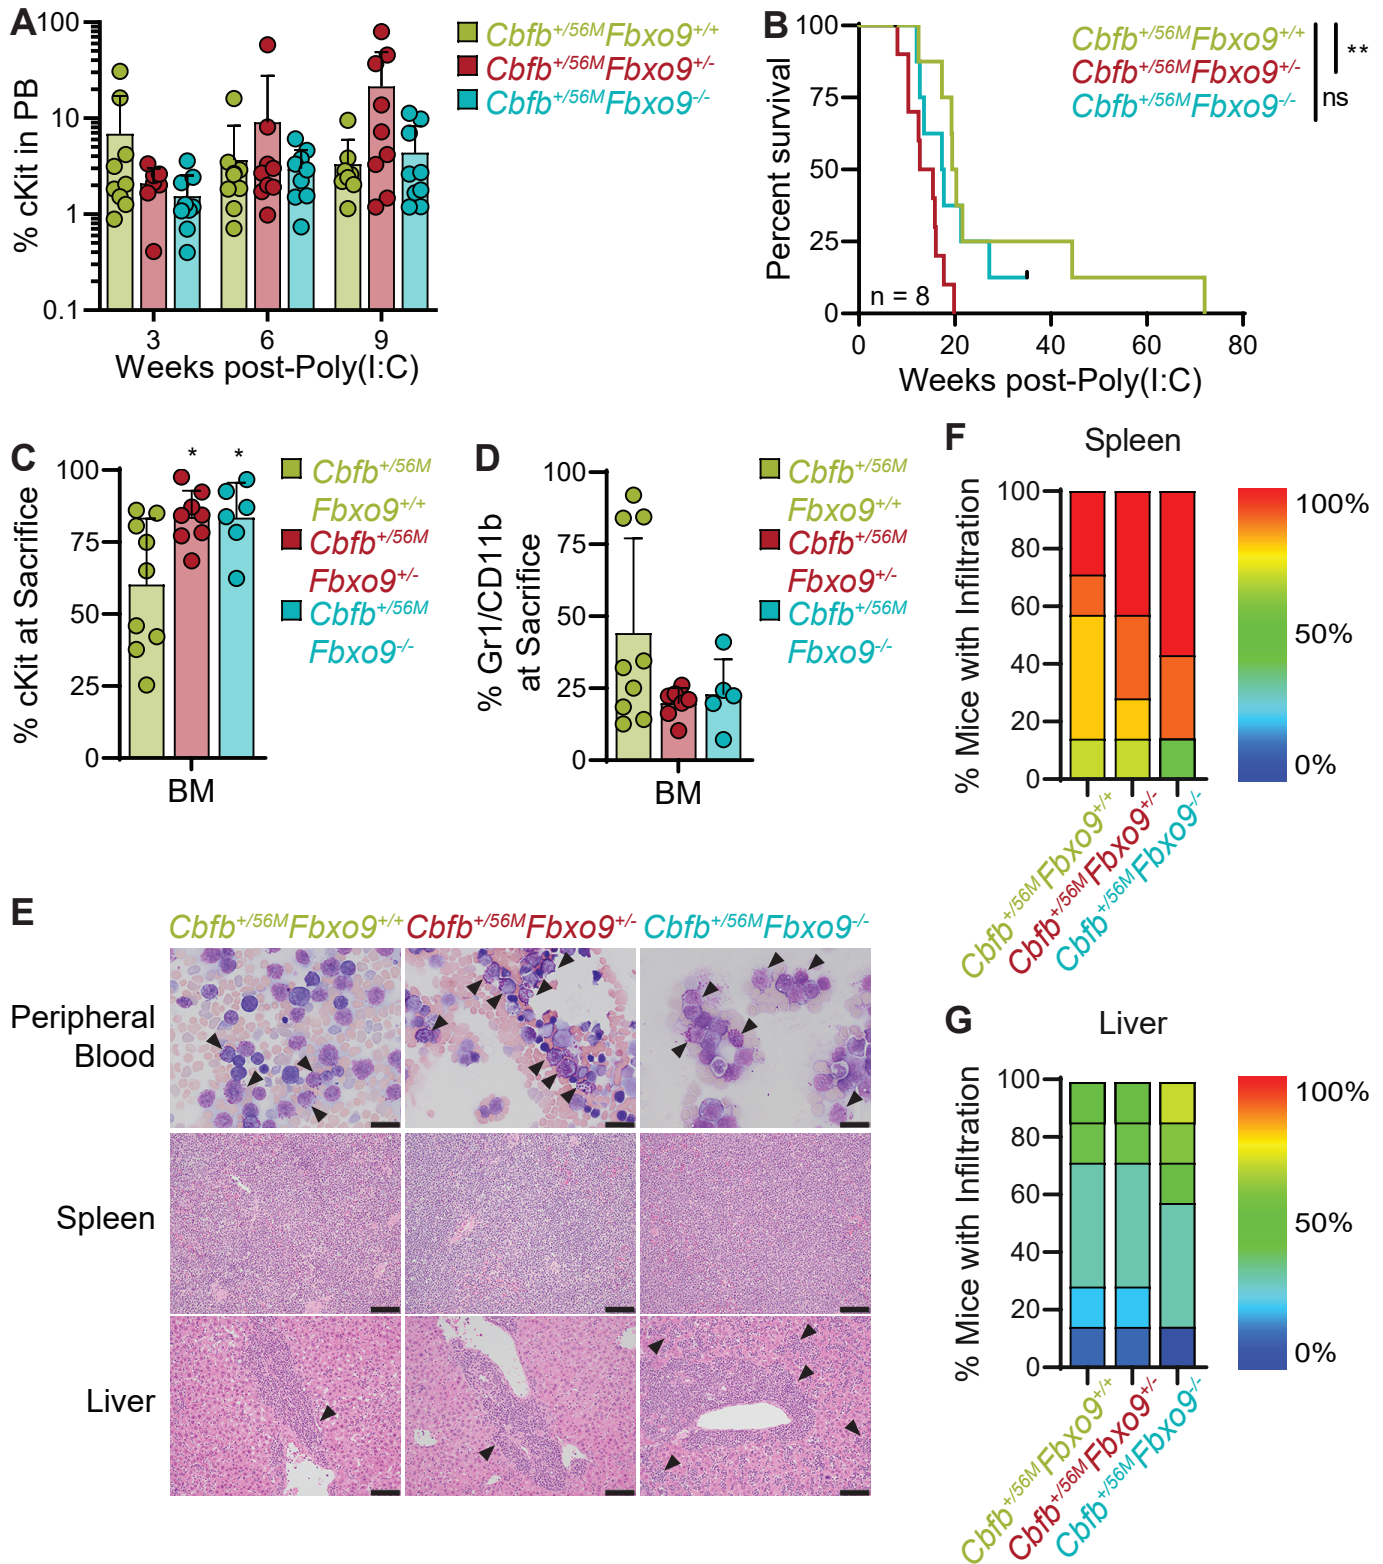 A
% cKit in PB
100
10
1
0.1
3 6 9
Weeks post-Poly(I:C)
Cbfb+/56MFbxo9+/+
Cbfb+/56MFbxo9+/-
Cbfb+/56MFbxo9-/-
B
Percent survival
100
75
50
25
0
n = 8
0 20 40 60 80
Weeks post-Poly(I:C)
Cbfb+/56MFbxo9+/+
Cbfb+/56MFbxo9+/-
Cbfb+/56MFbxo9-/-
**
ns
C
% cKit at Sacrifice
100
75
50
25
0
* *
BM
Cbfb+/56M
Fbxo9+/+
Cbfb+/56M
Fbxo9+/-
Cbfb+/56M
Fbxo9-/-
D
% Gr1/CD11b
at Sacrifice
100
75
50
25
0
BM
Cbfb+/56M
Fbxo9+/+
Cbfb+/56M
Fbxo9+/-
Cbfb+/56M
Fbxo9-/-
F
Spleen
% Mice with Infiltration
100
80
60
40
20
0
100%
50%
0%
Cbfb+/56MFbxo9+/+
Cbfb+/56MFbxo9+/-
Cbfb+/56MFbxo9-/-
E
Cbfb+/56MFbxo9+/+ Cbfb+/56MFbxo9+/- Cbfb+/56MFbxo9-/-
Peripheral
Blood
Spleen
Liver
G
Liver
% Mice with Infiltration
100
80
60
40
20
0
100%
50%
0%
Cbfb+/56MFbxo9+/+
Cbfb+/56MFbxo9+/-
Cbfb+/56MFbxo9-/-